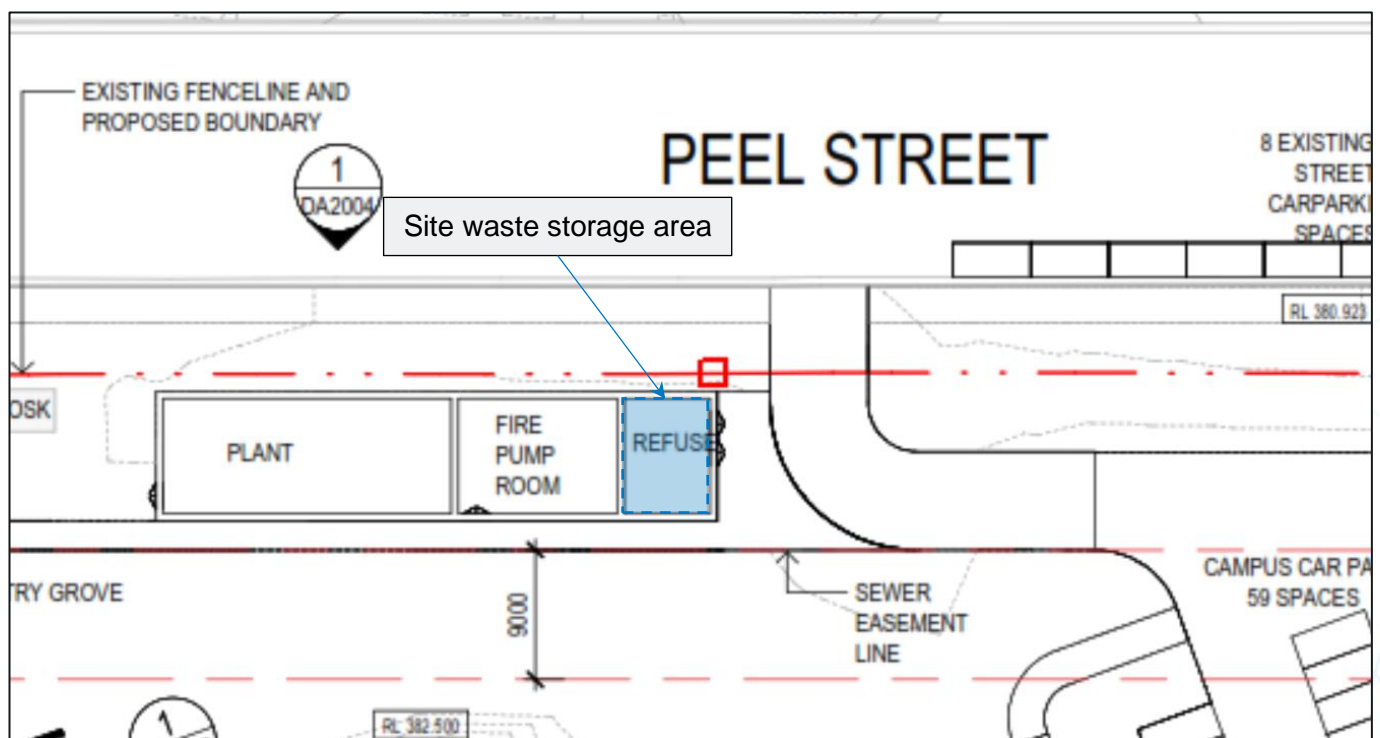 EXISTING FENCELINE AND
PROPOSED BOUNDARY
1
DA2004
PEEL STREET
8 EXISTING
STREET
CARPARKI
SPACES
Site waste storage area
RL 380.923
OSK
PLANT
FIRE
PUMP
ROOM
REFUSE
TRY GROVE
9000
SEWER
EASEMENT
LINE
CAMPUS CAR PA
59 SPACES
1
RL 382.500